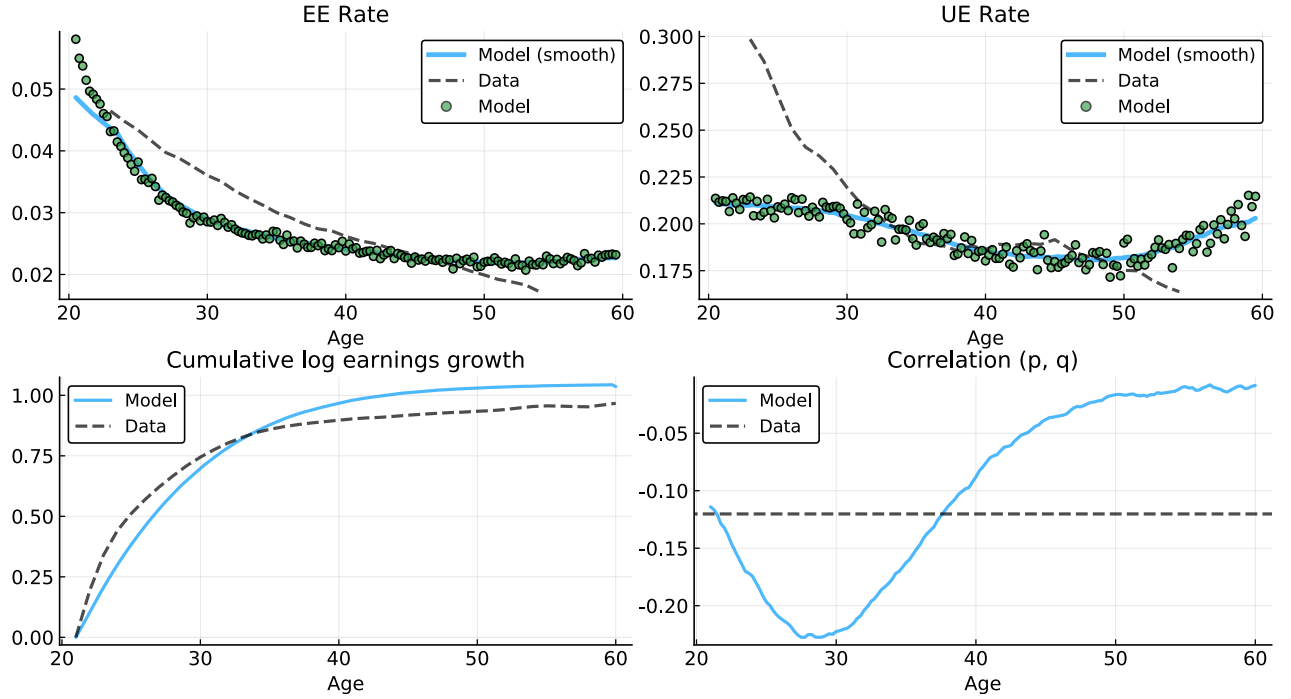 EE Rate
Model (smooth)
Data
Model
0.05
0.04
0.03
0.02
20 30 40 50 60
Age
UE Rate
Model (smooth)
Data
Model
0.300
0.275
0.250
0.225
0.200
0.175
20 30 40 50 60
Age
Cumulative log earnings growth
Model
Data
1.00
0.75
0.50
0.25
0.00
20 30 40 50 60
Age
Correlation (p, q)
Model
Data
-0.05
-0.10
-0.15
-0.20
20 30 40 50 60
Age